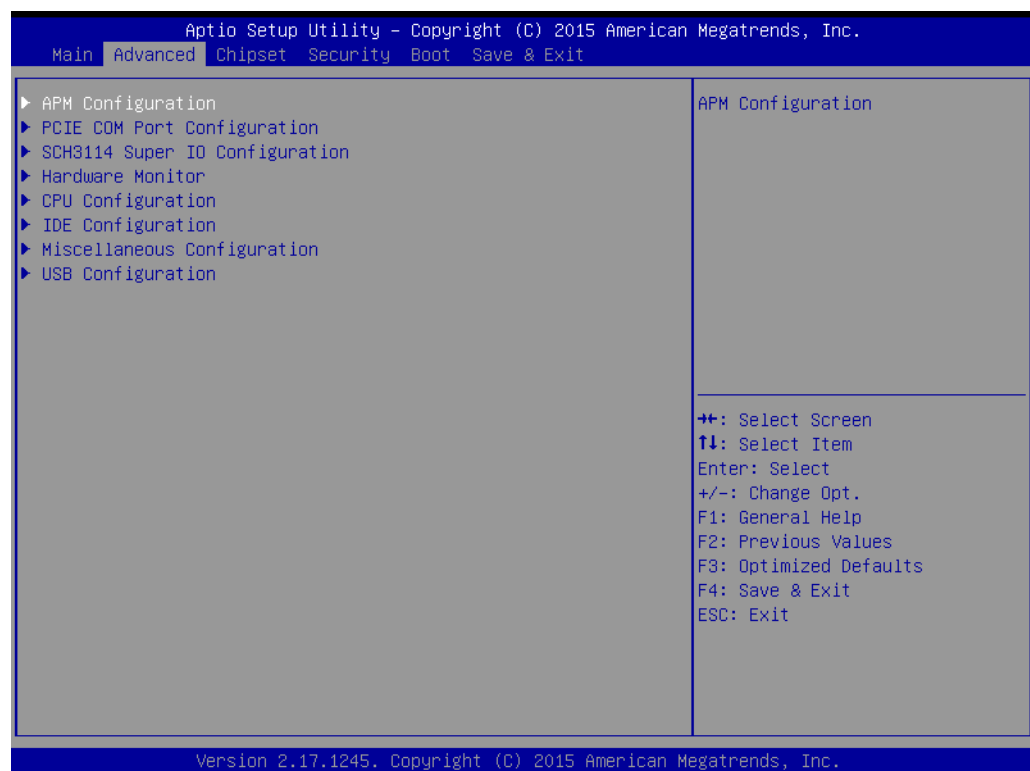 Aptio Setup Utility – Copyright (C) 2015 American Megatrends, Inc.
Main Advanced Chipset Security Boot Save & Exit
▶ APM Configuration
▶ PCIE COM Port Configuration
▶ SCH3114 Super IO Configuration
▶ Hardware Monitor
▶ CPU Configuration
▶ IDE Configuration
▶ Miscellaneous Configuration
▶ USB Configuration
APM Configuration
→←: Select Screen
↑↓: Select Item
Enter: Select
+/-: Change Opt.
F1: General Help
F2: Previous Values
F3: Optimized Defaults
F4: Save & Exit
ESC: Exit
Version 2.17.1245. Copyright (C) 2015 American Megatrends, Inc.